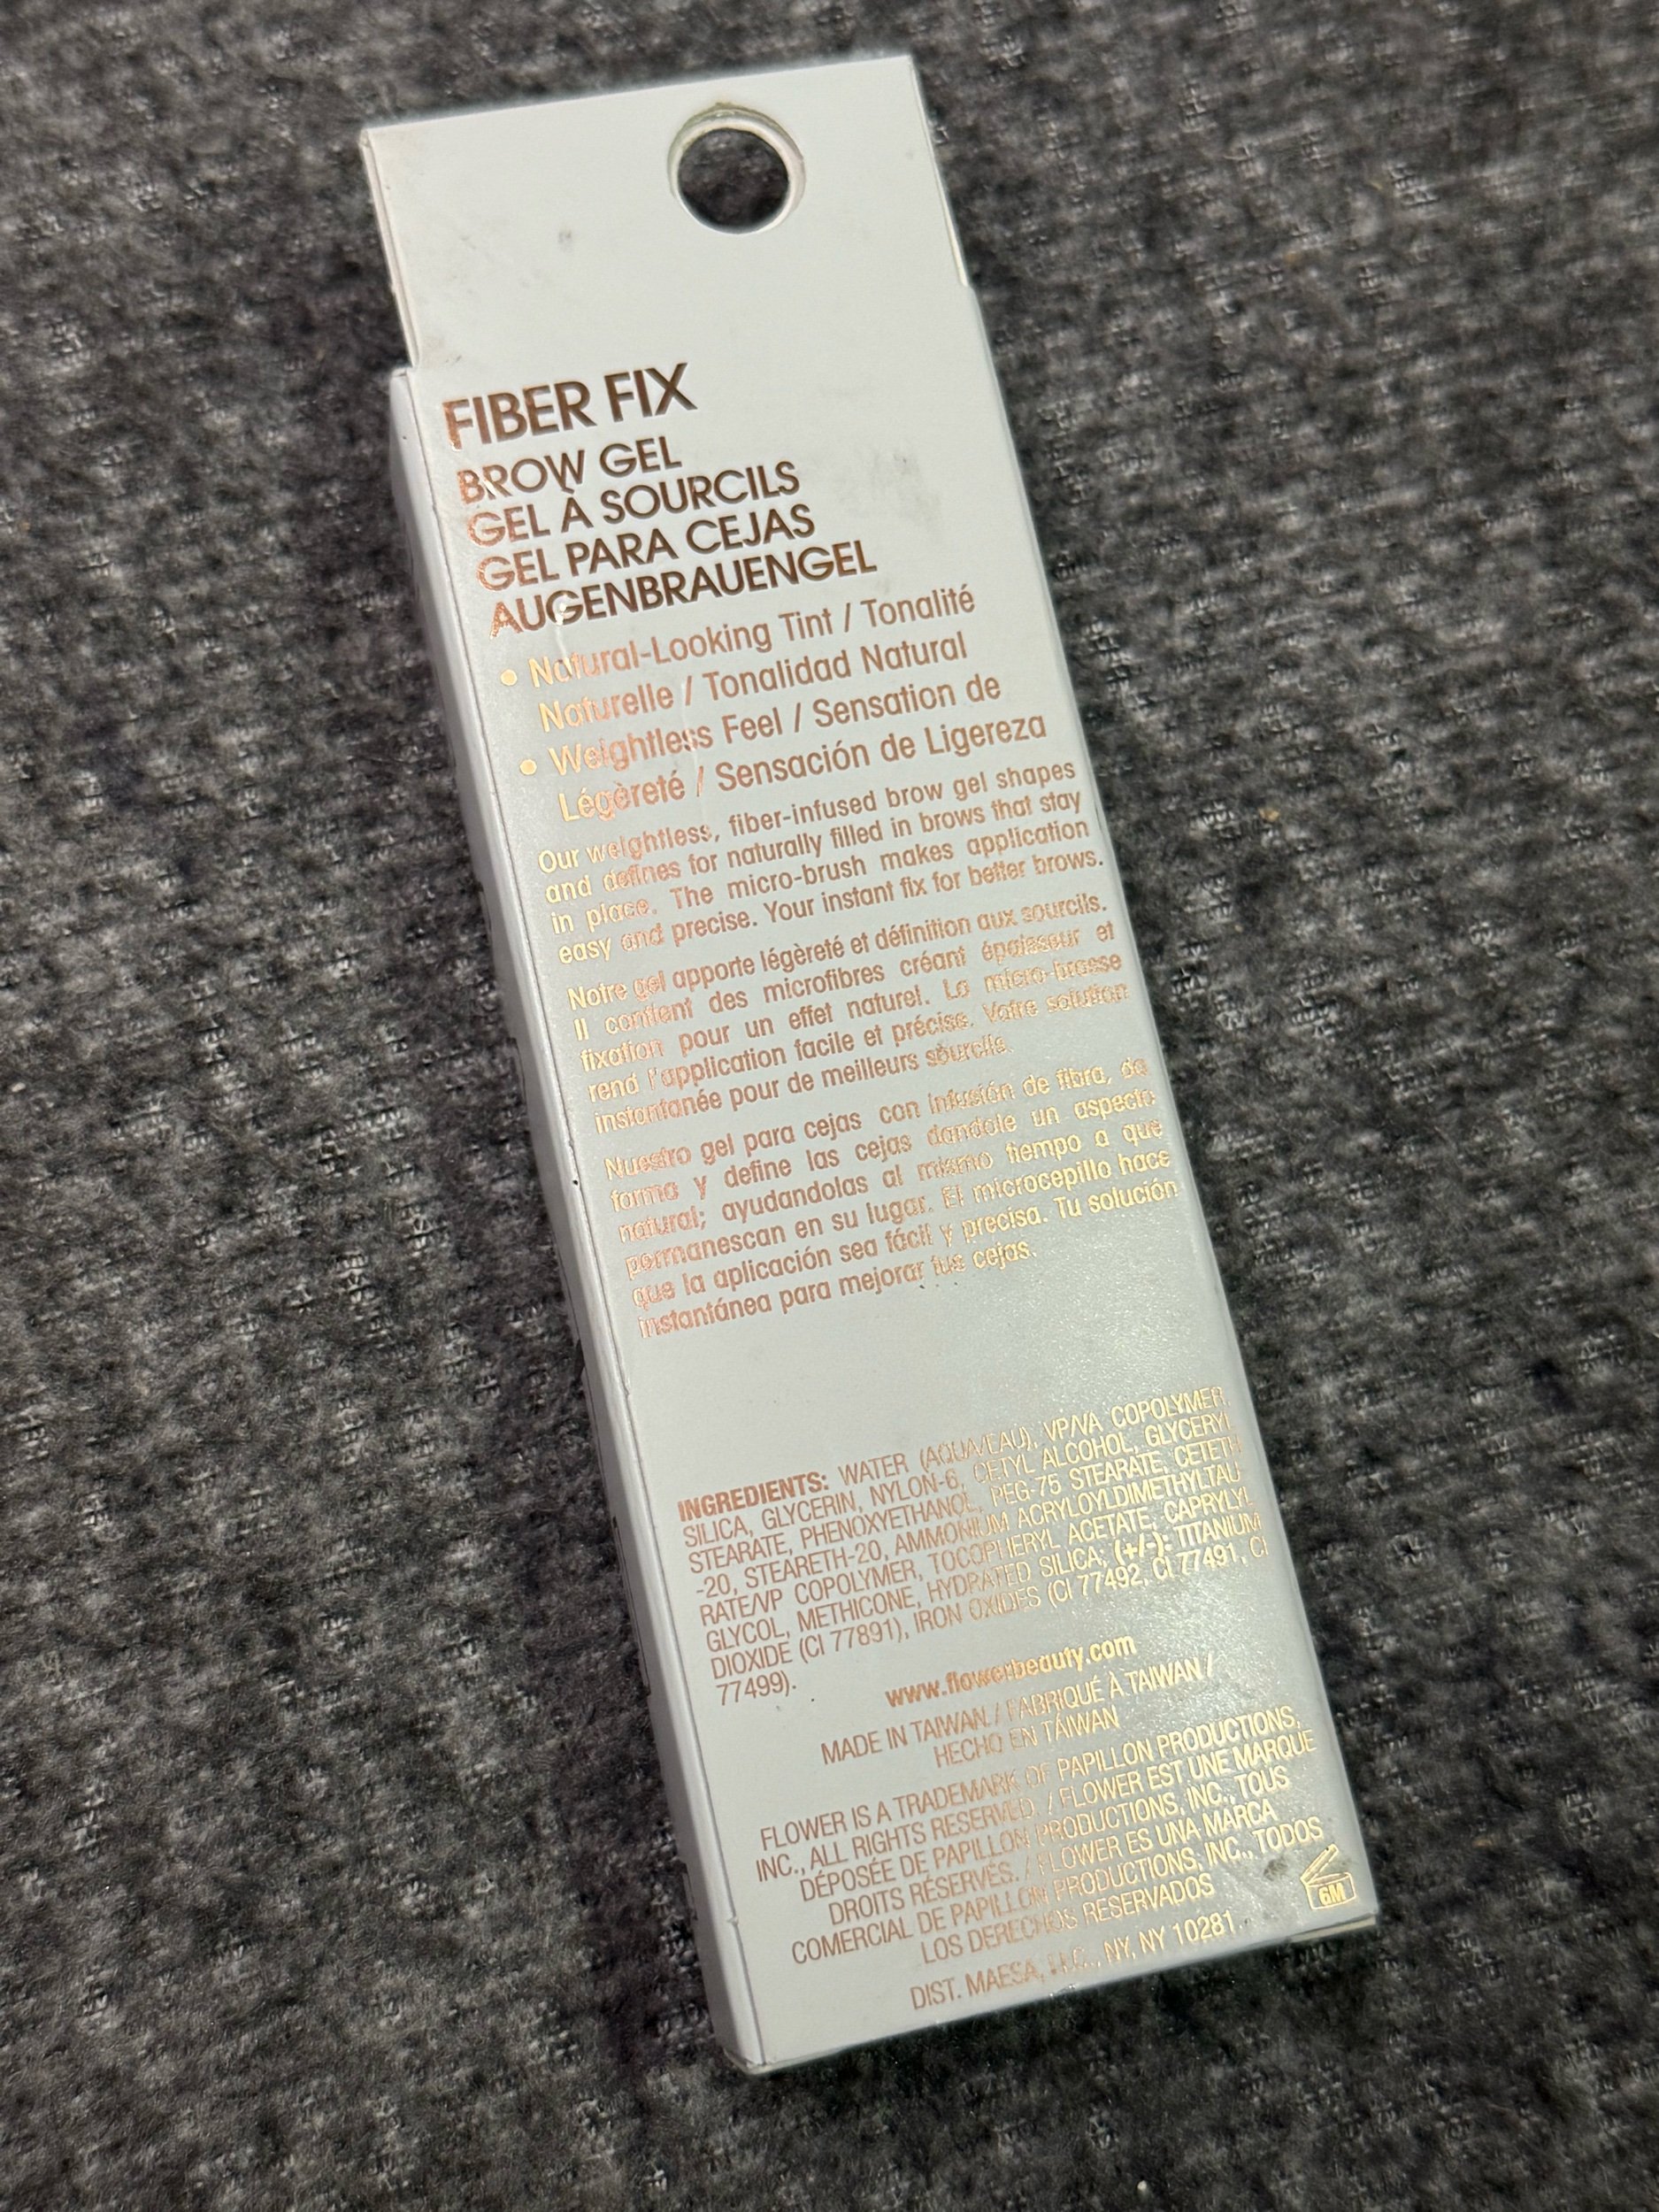 FIBER FIX
BROW GEL
GEL À SOURCILS
GEL PARA CEJAS
AUGENBRAUENGEL
• Natural-Looking Tint / Tonalité
Naturelle / Tonalidad Natural
• Weightless Feel / Sensation de
Légèreté / Sensación de Ligereza
Our weightless, fiber-infused brow gel shapes
and defines for naturally filled in brows that stay
in place. The micro-brush makes application
easy and precise. Your instant fix for better brows.
Notre gel apporte légèreté et définition aux sourcils.
Il contient des microfibres créant épaisseur et
fixation pour un effet naturel. La micro-brosse
rend l'application facile et précise. Votre solution
instantanée pour de meilleurs sourcils.
Nuestro gel para cejas con infusión de fibra, da
forma y define las cejas dandole un aspecto
natural; ayudandolas al mismo tiempo a que
permanescan en su lugar. El microcepillo hace
que la aplicación sea fácil y precisa. Tu solución
instantánea para mejorar tus cejas.
INGREDIENTS: WATER (AQUA/EAU), VP/VA COPOLYMER,
SILICA, GLYCERIN, NYLON-6, CETYL ALCOHOL, GLYCERYL
STEARATE, PHENOXYETHANOL, PEG-75 STEARATE, CETETH
-20, STEARETH-20, AMMONIUM ACRYLOYLDIMETHYLTAU
RATE/VP COPOLYMER, TOCOPHERYL ACETATE, CAPRYLYL
GLYCOL, METHICONE, HYDRATED SILICA; (+/-): TITANIUM
DIOXIDE (CI 77891), IRON OXIDES (CI 77492, CI 77491, CI
77499).
www.flowerbeauty.com
MADE IN TAIWAN / FABRIQUÉ À TAIWAN /
HECHO EN TAIWAN
FLOWER IS A TRADEMARK OF PAPILLON PRODUCTIONS,
INC., ALL RIGHTS RESERVED. / FLOWER EST UNE MARQUE
DÉPOSÉE DE PAPILLON PRODUCTIONS, INC., TOUS
DROITS RÉSERVÉS. / FLOWER ES UNA MARCA
COMERCIAL DE PAPILLON PRODUCTIONS, INC., TODOS
LOS DERECHOS RESERVADOS
DIST. MAESA, LLC., NY, NY 10281.
6M